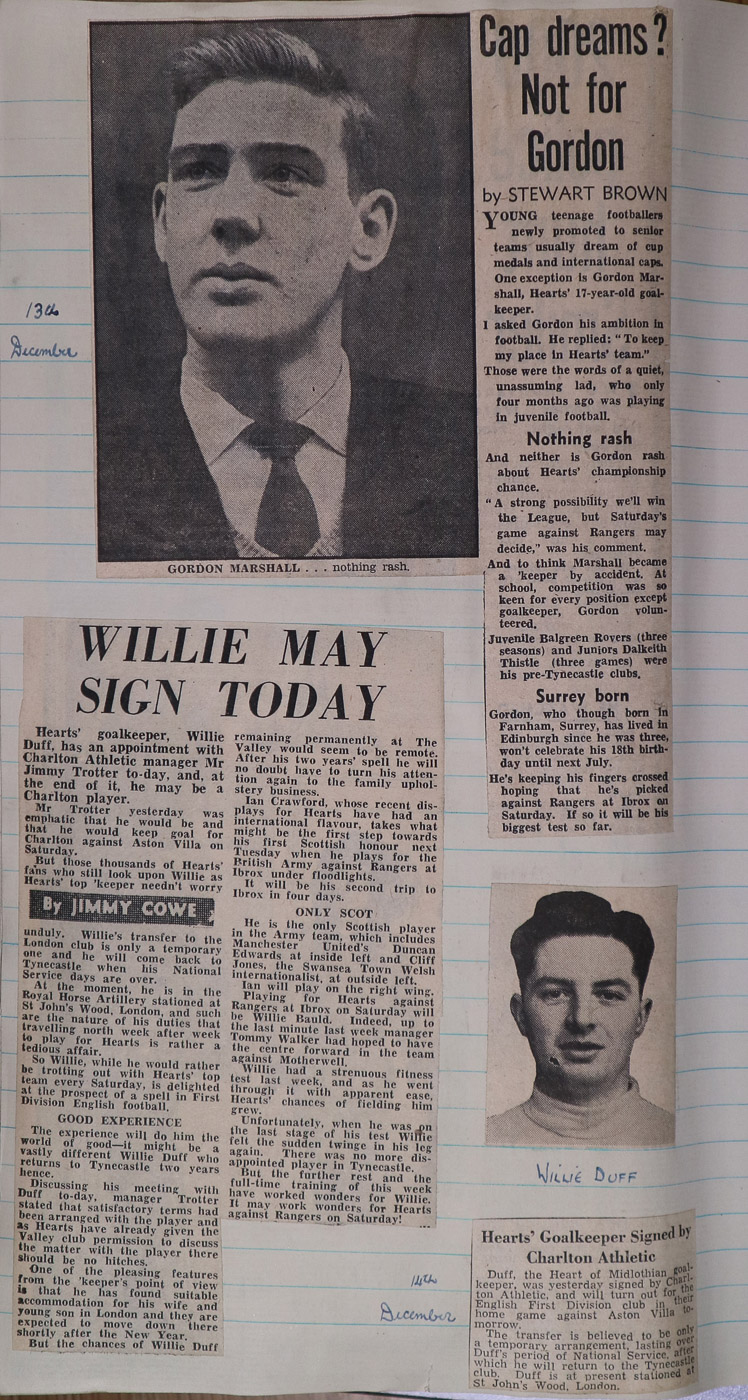 Cap dreams?
Not for
Gordon
by STEWART BROWN
YOUNG teenage footballers
newly promoted to senior
teams usually dream of cup
medals and international caps.
One exception is Gordon Mar-
shall, Hearts' 17-year-old goal-
keeper.
I asked Gordon his ambition in
football. He replied: "To keep
my place in Hearts' team."
Those were the words of a quiet,
unassuming lad, who only
four months ago was playing
in juvenile football.
Nothing rash
And neither is Gordon rash
about Hearts' championship
chance.
"A strong possibility we'll win
the League, but Saturday's
game against Rangers may
decide," was his comment.
And to think Marshall became
a 'keeper by accident. At
school, competition was so
keen for every position except
goalkeeper, Gordon volun-
teered.
Juvenile Balgreen Rovers (three
seasons) and Juniors Dalkeith
Thistle (three games) were
his pre-Tynecastle clubs.
Surrey born
Gordon, who though born in
Farnham, Surrey, has lived in
Edinburgh since he was three,
won't celebrate his 18th birth-
day until next July.
He's keeping his fingers crossed
hoping that he's picked
against Rangers at Ibrox on
Saturday. If so it will be his
biggest test so far.
13th
December
GORDON MARSHALL . . . nothing rash.
WILLIE MAY
SIGN TODAY
Hearts' goalkeeper, Willie
Duff, has an appointment with
Charlton Athletic manager Mr
Jimmy Trotter to-day, and, at
the end of it, he may be a
Charlton player.
Mr Trotter yesterday was
emphatic that he would be and
that he would keep goal for
Charlton against Aston Villa on
Saturday.
But those thousands of Hearts'
fans who still look upon Willie as
Hearts' top 'keeper needn't worry
By JIMMY COWE
unduly. Willie's transfer to the
London club is only a temporary
one and he will come back to
Tynecastle when his National
Service days are over.
At the moment, he is in the
Royal Horse Artillery stationed at
St John's Wood, London, and such
are the nature of his duties that
travelling north week after week
to play for Hearts is rather a
tedious affair.
So Willie, while he would rather
be trotting out with Hearts' top
team every Saturday, is delighted
at the prospect of a spell in First
Division English football.
GOOD EXPERIENCE
The experience will do him the
world of good—it might be a
vastly different Willie Duff who
returns to Tynecastle two years
hence.
Discussing his meeting with
Duff to-day, manager Trotter
stated that satisfactory terms had
been arranged with the player and
as Hearts have already given the
Valley club permission to discuss
the matter with the player there
should be no hitches.
One of the pleasing features
from the 'keeper's point of view
is that he has found suitable
accommodation for his wife and
young son in London and they are
expected to move down there
shortly after the New Year.
But the chances of Willie Duff
remaining permanently at The
Valley would seem to be remote.
After his two years' spell he will
no doubt have to turn his atten-
tion again to the family uphol-
stery business.
Ian Crawford, whose recent dis-
plays for Hearts have had an
international flavour, takes what
might be the first step towards
his first Scottish honour next
Tuesday when he plays for the
British Army against Rangers at
Ibrox under floodlights.
It will be his second trip to
Ibrox in four days.
ONLY SCOT
He is the only Scottish player
in the Army team, which includes
Manchester United's Duncan
Edwards at inside left and Cliff
Jones, the Swansea Town Welsh
internationalist, at outside left.
Ian will play on the right wing.
Playing for Hearts against
Rangers at Ibrox on Saturday will
be Willie Bauld. Indeed, up to
the last minute last week manager
Tommy Walker had hoped to have
the centre forward in the team
against Motherwell.
Willie had a strenuous fitness
test last week, and as he went
through it with apparent ease,
Hearts' chances of fielding him
grew.
Unfortunately, when he was on
the last stage of his test Willie
felt the sudden twinge in his leg
again. There was no more dis-
appointed player in Tynecastle.
But the further rest and the
full-time training of this week
have worked wonders for Willie.
It may work wonders for Hearts
against Rangers on Saturday!
WILLIE DUFF
14th
December
Hearts' Goalkeeper Signed by
Charlton Athletic
Duff, the Heart of Midlothian goal-
keeper, was yesterday signed by Charl-
ton Athletic, and will turn out for the
English First Division club in their
home game against Aston Villa to-
morrow.
The transfer is believed to be only
a temporary arrangement, lasting over
Duff's period of National Service, after
which he will return to the Tynecastle
club. Duff is at present stationed at
St John's Wood, London.